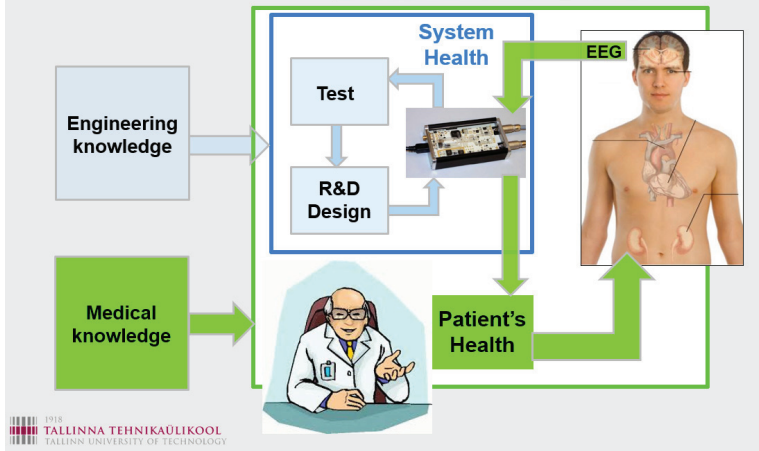 System
Health
EEG
Test
Engineering
knowledge
R&D
Design
Medical
knowledge
Patient's
Health
1918
TALLINNA TEHNIKAÜLIKOOL
TALLINN UNIVERSITY OF TECHNOLOGY